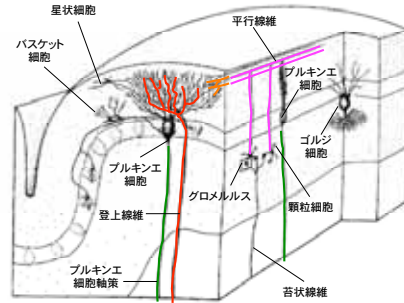 星状細胞
バスケット
細胞
平行線維
プルキンエ
細胞
ゴルジ
細胞
プルキンエ
細胞
グロメルルス
顆粒細胞
登上線維
プルキンエ
細胞軸策
苔状線維